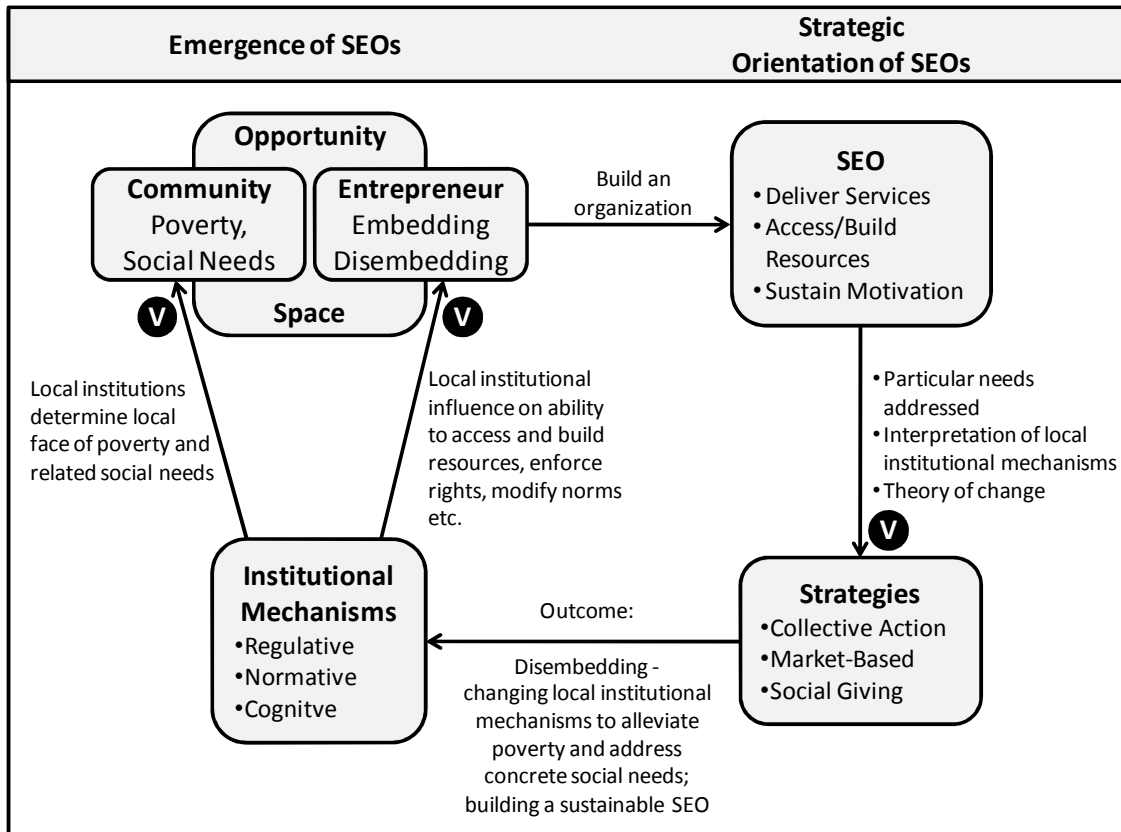 Emergence of SEOs
Strategic
Orientation of SEOs
Opportunity
Community
Poverty,
Social Needs
Entrepreneur
Embedding
Disembedding
Space
V
V
Build an
organization
SEO
• Deliver Services
• Access/Build
Resources
• Sustain Motivation
Local institutions
determine local
face of poverty and
related social needs
Local institutional
influence on ability
to access and build
resources, enforce
rights, modify norms
etc.
• Particular needs
addressed
• Interpretation of local
institutional mechanisms
• Theory of change
V
Institutional
Mechanisms
•Regulative
•Normative
•Cognitve
Outcome:
Disembedding -
changing local institutional
mechanisms to alleviate
poverty and address
concrete social needs;
building a sustainable SEO
Strategies
•Collective Action
•Market-Based
•Social Giving